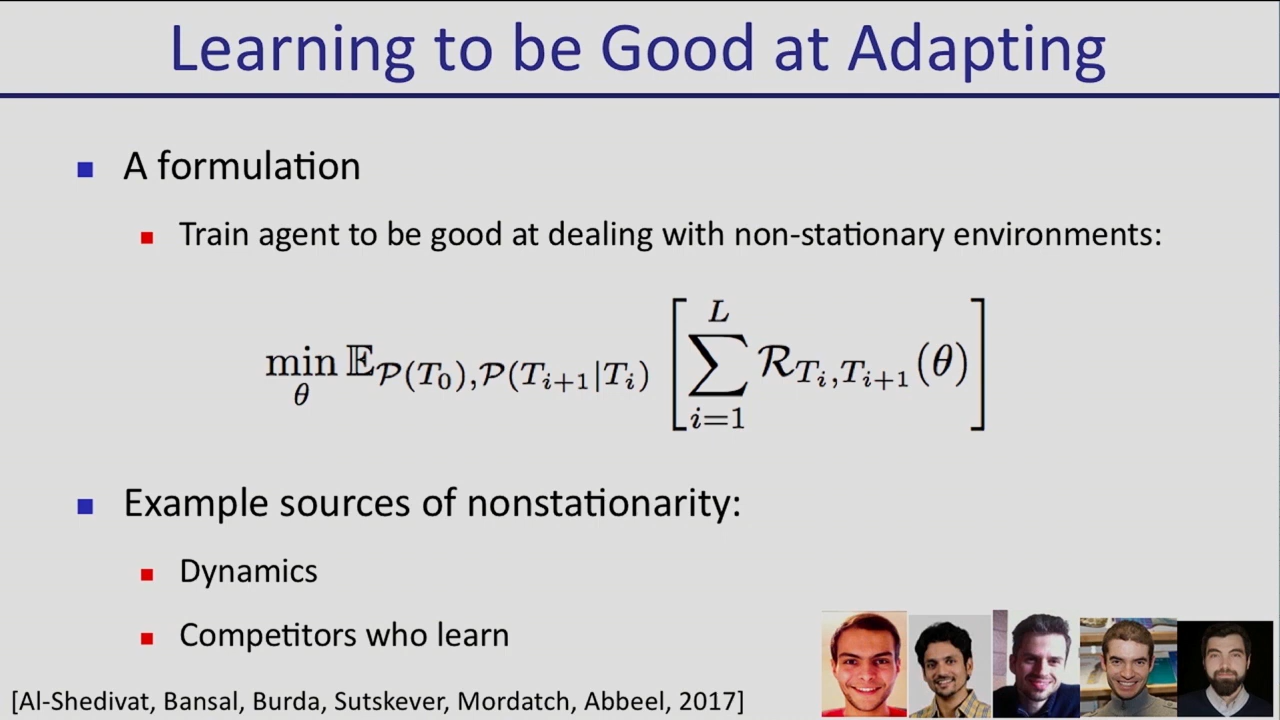 Learning to be Good at Adapting
A formulation
Train agent to be good at dealing with non-stationary environments:
$\min_{\theta} \mathbb{E}_{\mathcal{P}(T_0),\mathcal{P}(T_{i+1}|T_i)} \left[ \sum_{i=1}^{L} \mathcal{R}_{T_i,T_{i+1}}(\theta) \right]$
Example sources of nonstationarity:
Dynamics
Competitors who learn
[Al-Shedivat, Bansal, Burda, Sutskever, Mordatch, Abbeel, 2017]